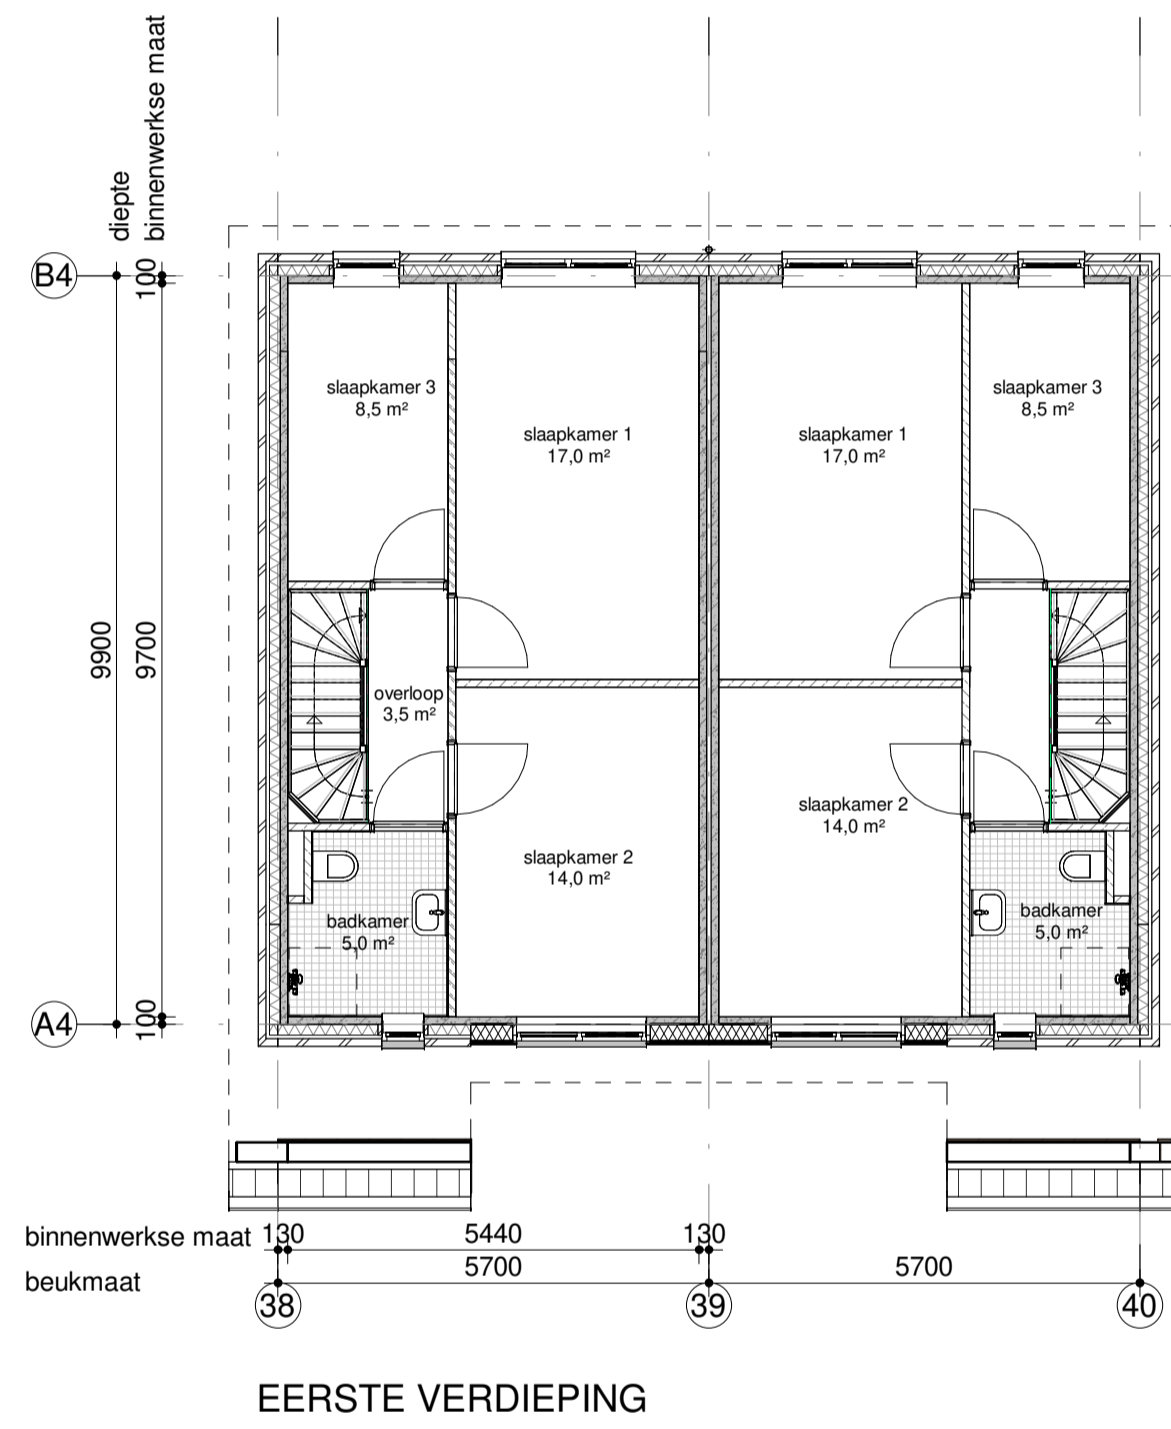 diepte
binnenwerkse maat
B4
100
9900
9700
100
A4
slaapkamer 3
8,5 m²
slaapkamer 1
17,0 m²
slaapkamer 1
17,0 m²
slaapkamer 3
8,5 m²
overloop
3,5 m²
slaapkamer 2
14,0 m²
slaapkamer 2
14,0 m²
badkamer
5,0 m²
badkamer
5,0 m²
binnenwerkse maat 130 5440 130
beukmaat 5700 5700
38 39 40
EERSTE VERDIEPING